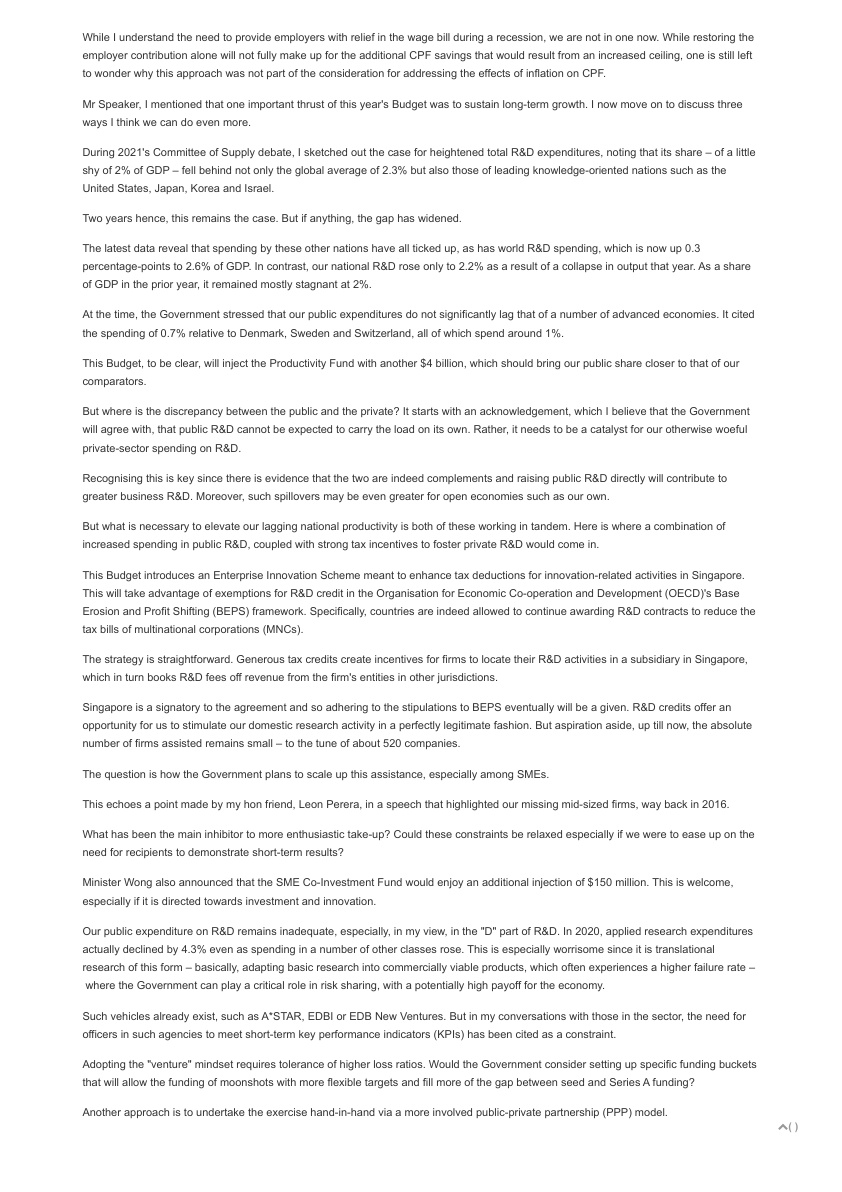 While I understand the need to provide employers with relief in the wage bill during a recession, we are not in one now. While restoring the
employer contribution alone will not fully make up for the additional CPF savings that would result from an increased ceiling, one is still left
to wonder why this approach was not part of the consideration for addressing the effects of inflation on CPF.
Mr Speaker, I mentioned that one important thrust of this year's Budget was to sustain long-term growth. I now move on to discuss three
ways I think we can do even more.
During 2021's Committee of Supply debate, I sketched out the case for heightened total R&D expenditures, noting that its share – of a little
shy of 2% of GDP – fell behind not only the global average of 2.3% but also those of leading knowledge-oriented nations such as the
United States, Japan, Korea and Israel.
Two years hence, this remains the case. But if anything, the gap has widened.
The latest data reveal that spending by these other nations have all ticked up, as has world R&D spending, which is now up 0.3
percentage-points to 2.6% of GDP. In contrast, our national R&D rose only to 2.2% as a result of a collapse in output that year. As a share
of GDP in the prior year, it remained mostly stagnant at 2%.
At the time, the Government stressed that our public expenditures do not significantly lag that of a number of advanced economies. It cited
the spending of 0.7% relative to Denmark, Sweden and Switzerland, all of which spend around 1%.
This Budget, to be clear, will inject the Productivity Fund with another $4 billion, which should bring our public share closer to that of our
comparators.
But where is the discrepancy between the public and the private? It starts with an acknowledgement, which I believe that the Government
will agree with, that public R&D cannot be expected to carry the load on its own. Rather, it needs to be a catalyst for our otherwise woeful
private-sector spending on R&D.
Recognising this is key since there is evidence that the two are indeed complements and raising public R&D directly will contribute to
greater business R&D. Moreover, such spillovers may be even greater for open economies such as our own.
But what is necessary to elevate our lagging national productivity is both of these working in tandem. Here is where a combination of
increased spending in public R&D, coupled with strong tax incentives to foster private R&D would come in.
This Budget introduces an Enterprise Innovation Scheme meant to enhance tax deductions for innovation-related activities in Singapore.
This will take advantage of exemptions for R&D credit in the Organisation for Economic Co-operation and Development (OECD)'s Base
Erosion and Profit Shifting (BEPS) framework. Specifically, countries are indeed allowed to continue awarding R&D contracts to reduce the
tax bills of multinational corporations (MNCs).
The strategy is straightforward. Generous tax credits create incentives for firms to locate their R&D activities in a subsidiary in Singapore,
which in turn books R&D fees off revenue from the firm's entities in other jurisdictions.
Singapore is a signatory to the agreement and so adhering to the stipulations to BEPS eventually will be a given. R&D credits offer an
opportunity for us to stimulate our domestic research activity in a perfectly legitimate fashion. But aspiration aside, up till now, the absolute
number of firms assisted remains small – to the tune of about 520 companies.
The question is how the Government plans to scale up this assistance, especially among SMEs.
This echoes a point made by my hon friend, Leon Perera, in a speech that highlighted our missing mid-sized firms, way back in 2016.
What has been the main inhibitor to more enthusiastic take-up? Could these constraints be relaxed especially if we were to ease up on the
need for recipients to demonstrate short-term results?
Minister Wong also announced that the SME Co-Investment Fund would enjoy an additional injection of $150 million. This is welcome,
especially if it is directed towards investment and innovation.
Our public expenditure on R&D remains inadequate, especially, in my view, in the "D" part of R&D. In 2020, applied research expenditures
actually declined by 4.3% even as spending in a number of other classes rose. This is especially worrisome since it is translational
research of this form – basically, adapting basic research into commercially viable products, which often experiences a higher failure rate –
where the Government can play a critical role in risk sharing, with a potentially high payoff for the economy.
Such vehicles already exist, such as A*STAR, EDBI or EDB New Ventures. But in my conversations with those in the sector, the need for
officers in such agencies to meet short-term key performance indicators (KPIs) has been cited as a constraint.
Adopting the "venture" mindset requires tolerance of higher loss ratios. Would the Government consider setting up specific funding buckets
that will allow the funding of moonshots with more flexible targets and fill more of the gap between seed and Series A funding?
Another approach is to undertake the exercise hand-in-hand via a more involved public-private partnership (PPP) model.
( )